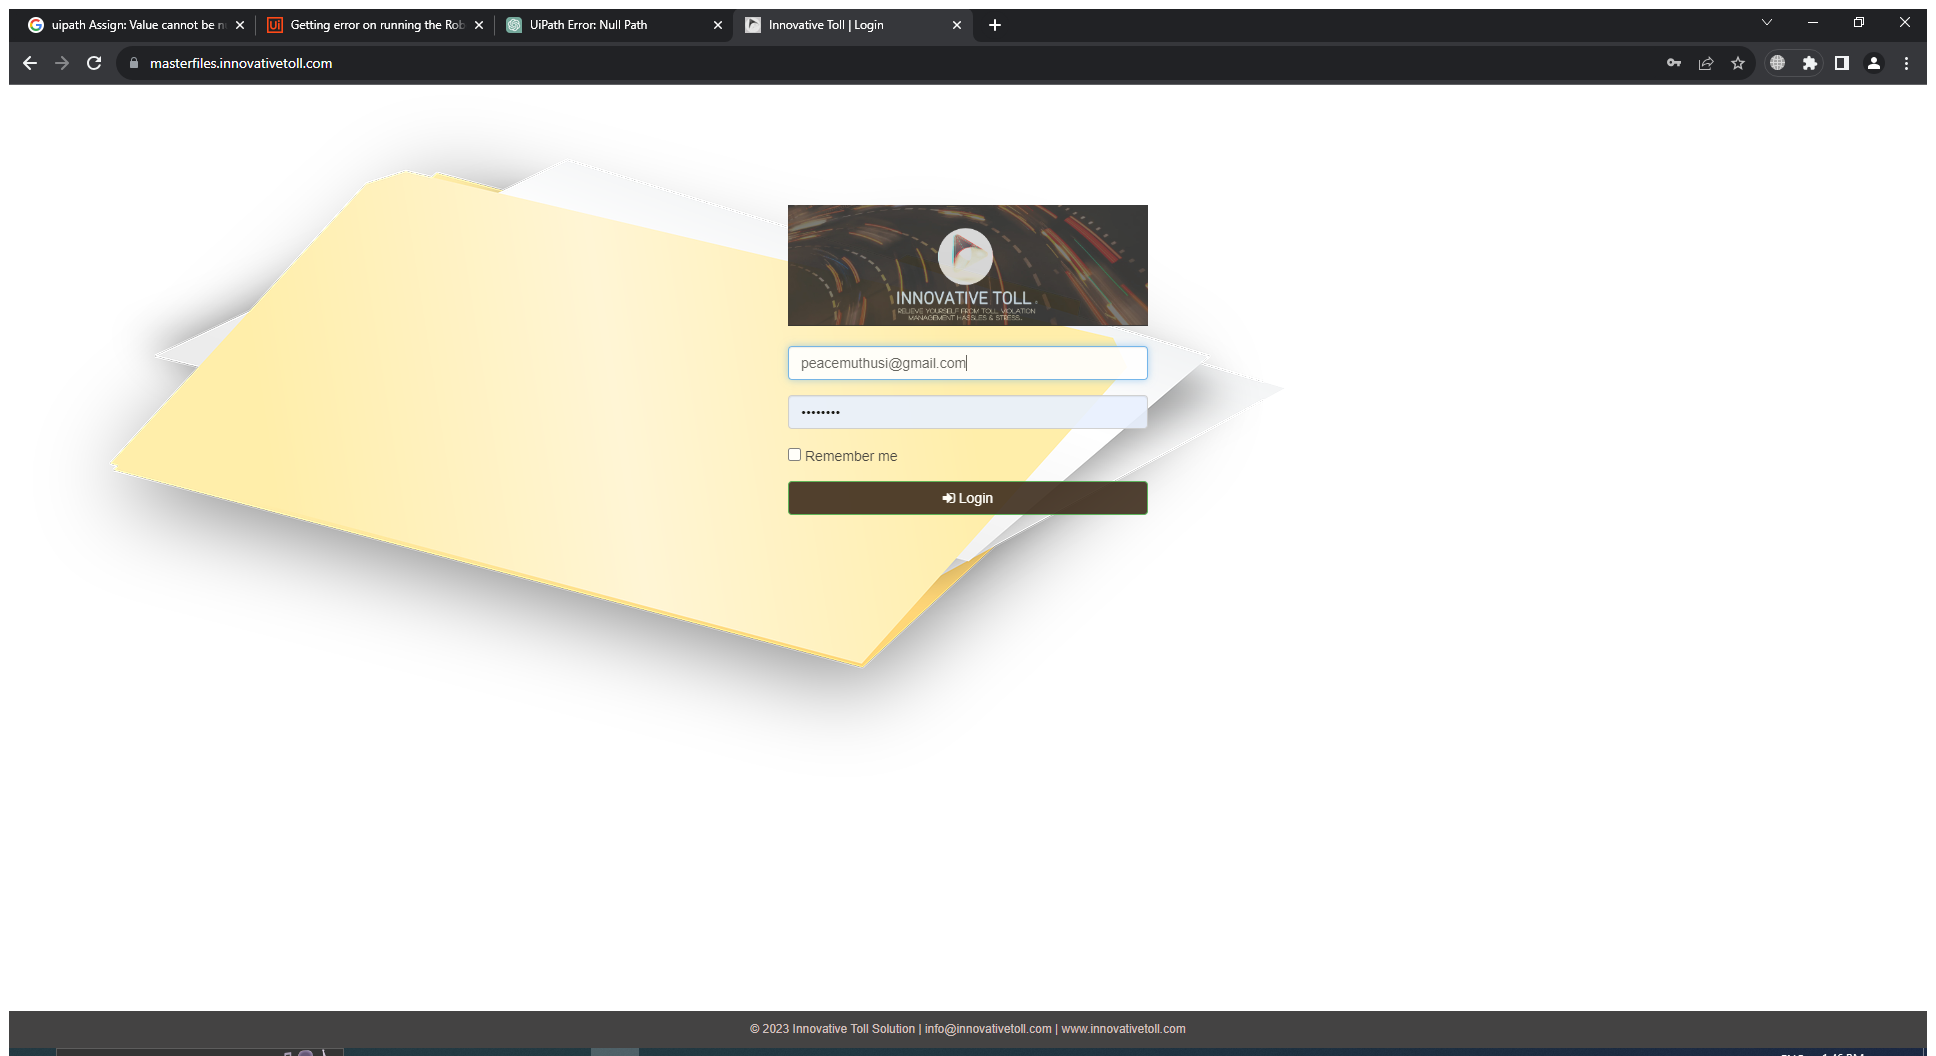 uipath Assign: Value cannot be n
Getting error on running the Rob
UiPath Error: Null Path
Innovative Toll | Login
masterfiles.innovativetoll.com
INNOVATIVE TOLL
RELIEVE YOURSELF FROM TOLL VIOLATION
MANAGEMENT HASSLES & STRESS.
peacemuthusi@gmail.com
Remember me
Login
© 2023 Innovative Toll Solution | info@innovativetoll.com | www.innovativetoll.com